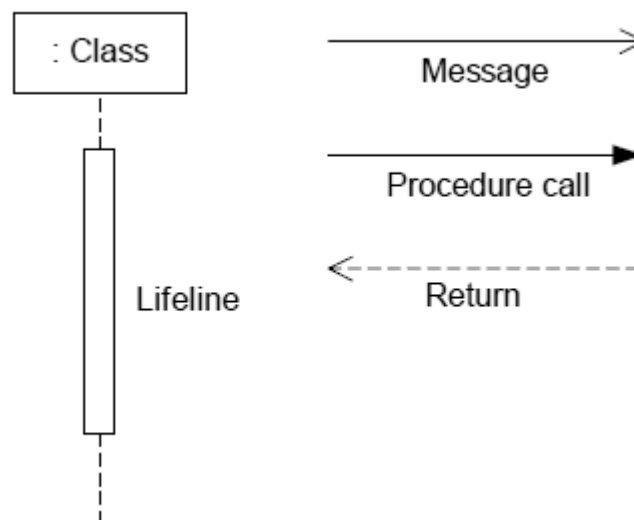 : Class
Message
Procedure call
Return
Lifeline